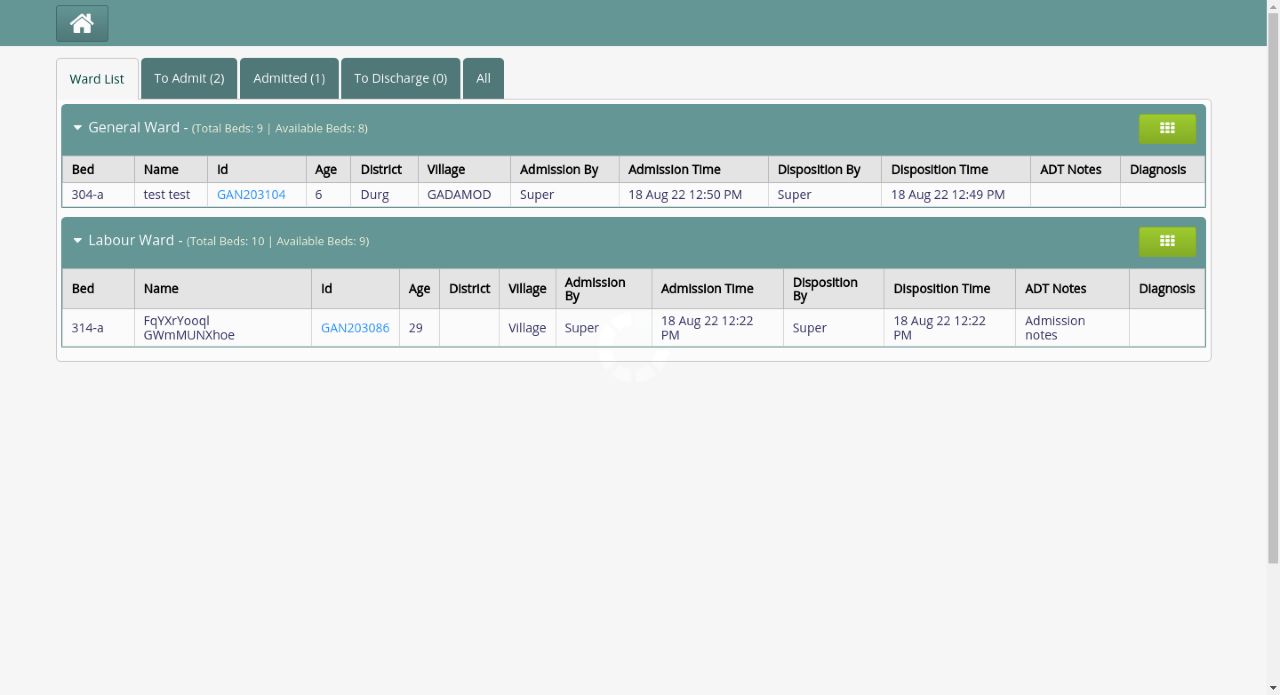 Ward List To Admit (2) Admitted (1) To Discharge (0) All
General Ward - (Total Beds: 9 | Available Beds: 8)
Bed Name Id Age District Village Admission By Admission Time Disposition By Disposition Time ADT Notes Diagnosis
304-a test test GAN203104 6 Durg GADAMOD Super 18 Aug 22 12:50 PM Super 18 Aug 22 12:49 PM
Labour Ward - (Total Beds: 10 | Available Beds: 9)
Bed Name Id Age District Village Admission By Admission Time Disposition By Disposition Time ADT Notes Diagnosis
314-a FqYXrYooql GWmMUNXhoe GAN203086 29 Village Super 18 Aug 22 12:22 PM Super 18 Aug 22 12:22 PM Admission notes